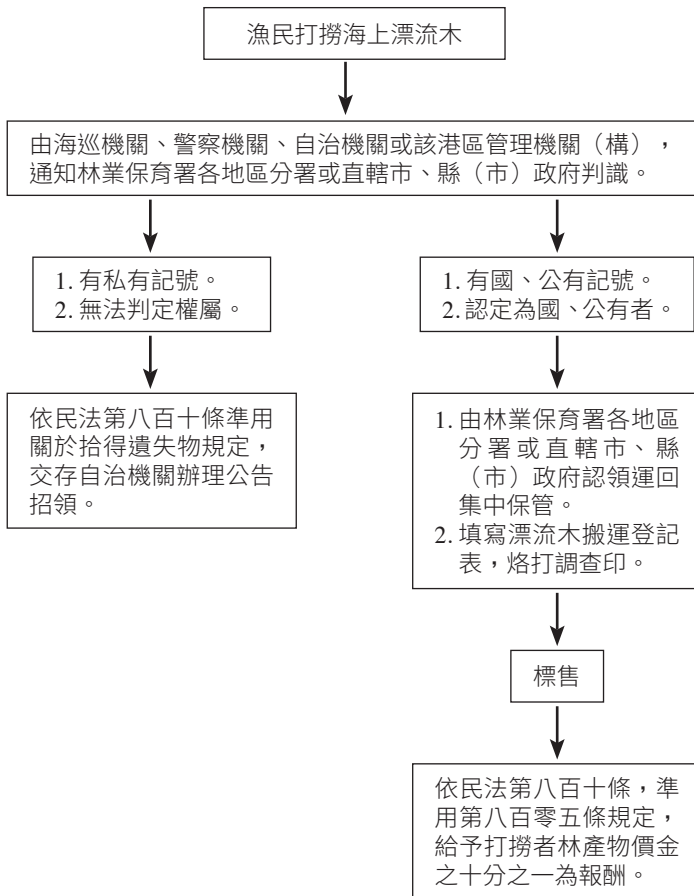 漁民打撈海上漂流木
由海巡機關、警察機關、自治機關或該港區管理機關（構），
通知林業保育署各地區分署或直轄市、縣（市）政府判識。
1. 有私有記號。
2. 無法判定權屬。
1. 有國、公有記號。
2. 認定為國、公有者。
依民法第八百十條準用
關於拾得遺失物規定，
交存自治機關辦理公告
招領。
1. 由林業保育署各地區
分署或直轄市、縣
（市）政府認領運回
集中保管。
2. 填寫漂流木搬運登記
表，烙打調查印。
標售
依民法第八百十條，準
用第八百零五條規定，
給予打撈者林產物價金
之十分之一為報酬。